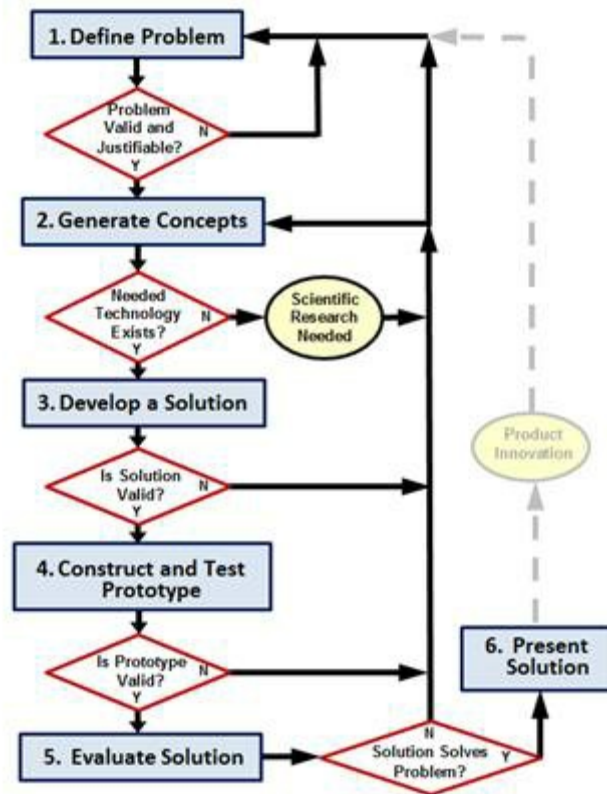 1. Define Problem
Problem
Valid and
Justifiable?
N
Y
2. Generate Concepts
Needed
Technology
Exists?
N
Y
Scientific
Research
Needed
3. Develop a Solution
Is Solution
Valid?
N
Y
Product
Innovation
4. Construct and Test
Prototype
Is Prototype
Valid?
N
Y
6. Present
Solution
5. Evaluate Solution
N
Solution Solves
Problem?
Y